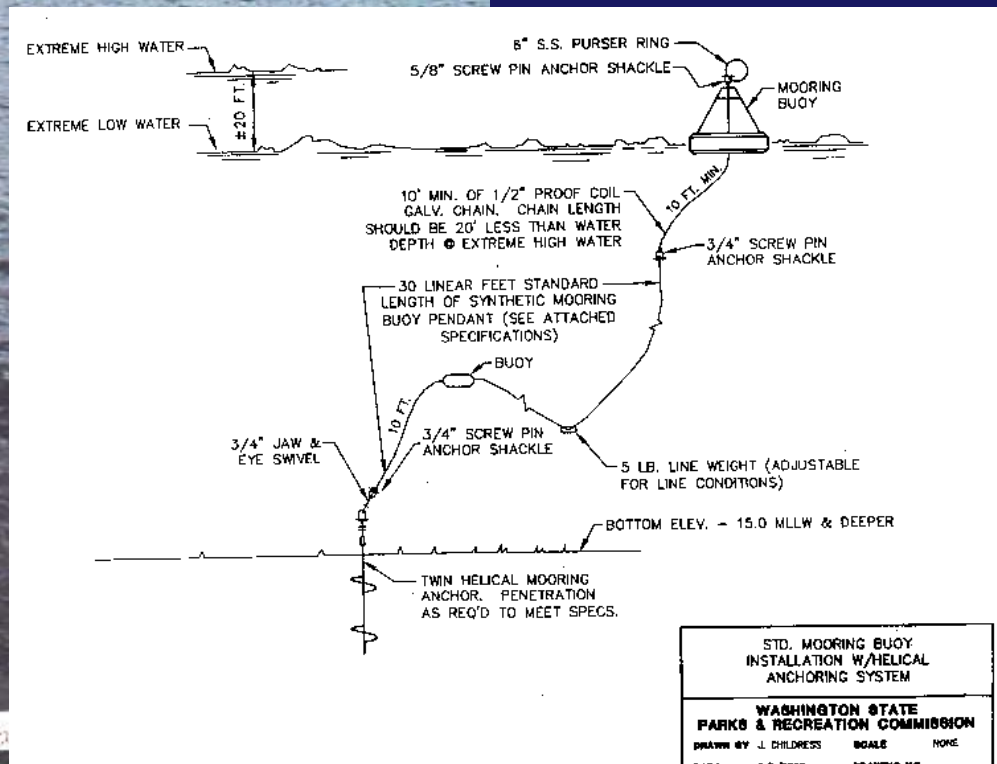 EXTREME HIGH WATER
±20 FT.
EXTREME LOW WATER
6" S.S. PURSER RING
5/8" SCREW PIN ANCHOR SHACKLE
MOORING
BUOY
10' MIN. OF 1/2" PROOF COIL
GALV. CHAIN. CHAIN LENGTH
SHOULD BE 20' LESS THAN WATER
DEPTH @ EXTREME HIGH WATER
10 FT. MIN.
3/4" SCREW PIN
ANCHOR SHACKLE
30 LINEAR FEET STANDARD
LENGTH OF SYNTHETIC MOORING
BUOY PENDANT (SEE ATTACHED
SPECIFICATIONS)
BUOY
10 FT.
3/4" JAW &
EYE SWIVEL
3/4" SCREW PIN
ANCHOR SHACKLE
5 LB. LINE WEIGHT (ADJUSTABLE
FOR LINE CONDITIONS)
BOTTOM ELEV. - 15.0 MLLW & DEEPER
TWIN HELICAL MOORING
ANCHOR. PENETRATION
AS REQ'D TO MEET SPECS.
STD. MOORING BUOY
INSTALLATION W/HELICAL
ANCHORING SYSTEM
WASHINGTON STATE
PARKS & RECREATION COMMISSION
DRAWN BY J. CHILDRESS SCALE NONE